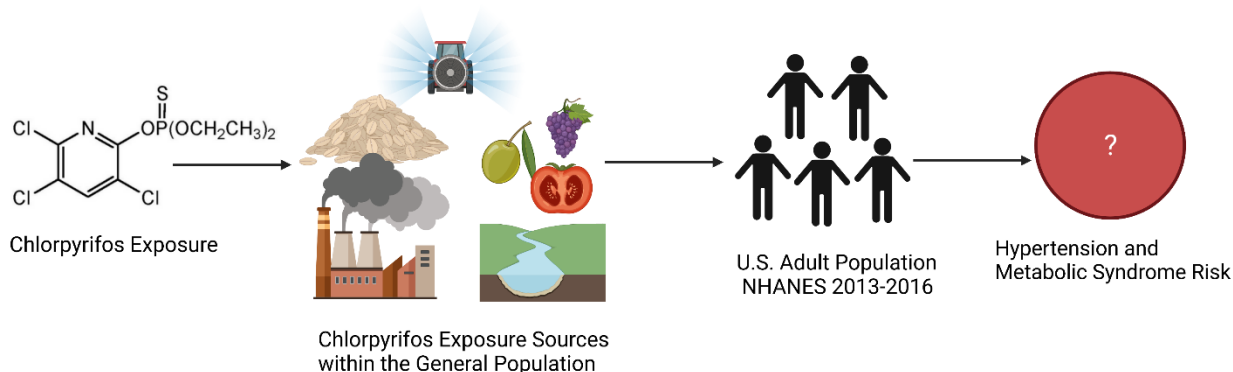 S
Cl
N
OP(OCH₂CH₃)₂
Cl
Cl
Chlorpyrifos Exposure
Chlorpyrifos Exposure Sources
within the General Population
U.S. Adult Population
NHANES 2013-2016
?
Hypertension and
Metabolic Syndrome Risk